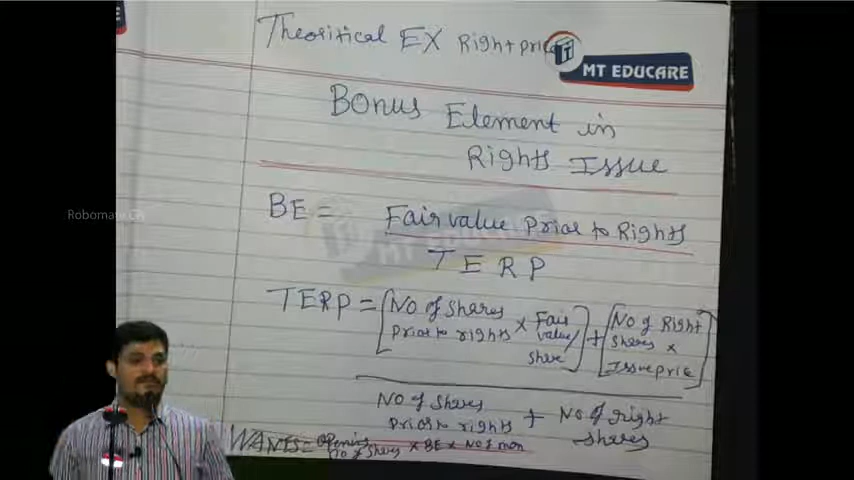 Theoritical EX Right price
MT EDUCARE
Bonus Element in
Rights Issue
BE = Fair value prior to Rights
TERP
TERP = [No of shares prior to rights × Fair value/share] + [No of Right shares × Issue price]
No of shares prior to rights + No of right shares
WANES = opening no of shares × BE × No of mon
Robomate